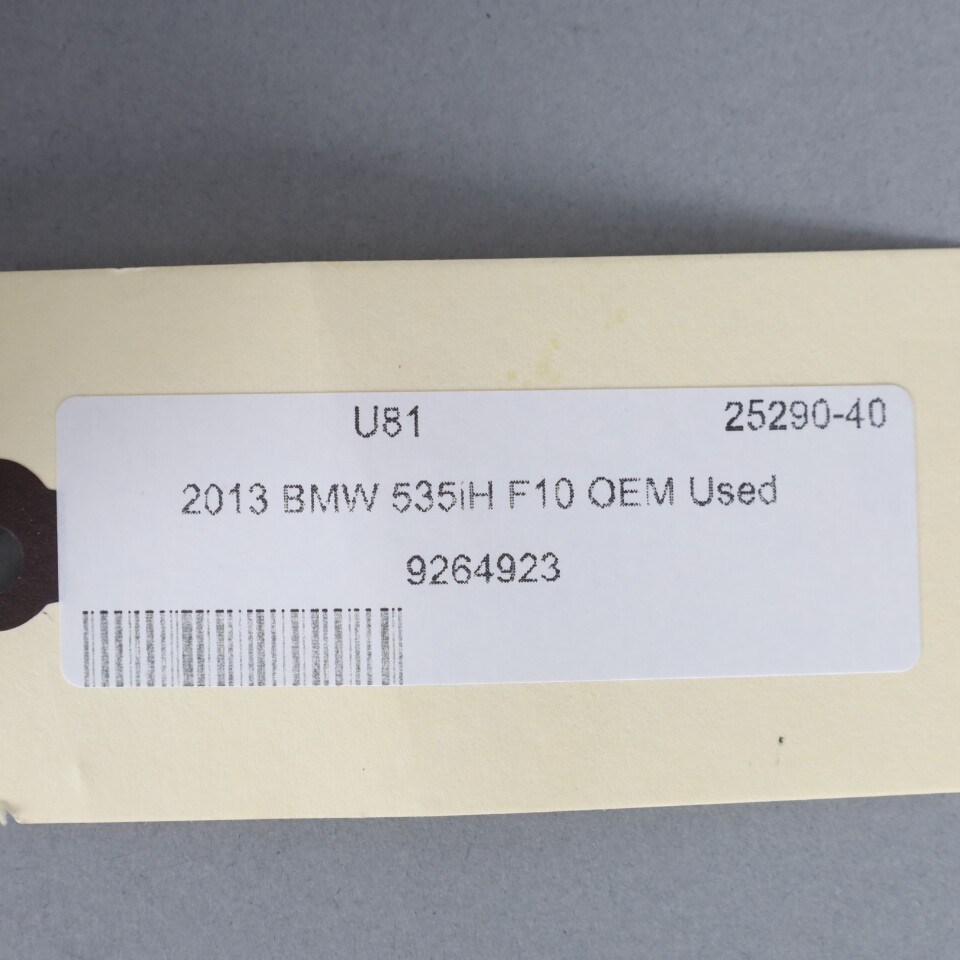 U81 25290-40
2013 BMW 535iH F10 OEM Used
9264923